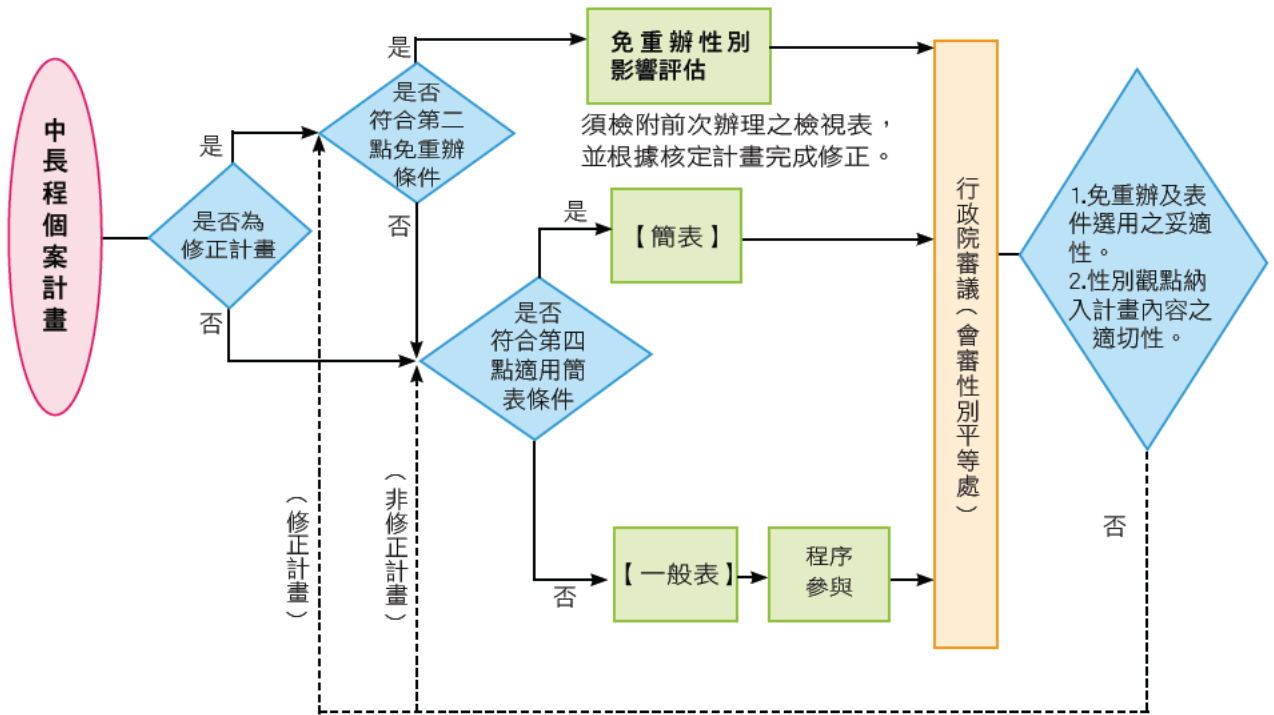 中長程個案計畫
是否為
修正計畫
是
否
是否
符合第二
點免重辦
條件
是
否
免重辦性別
影響評估
須檢附前次辦理之檢視表，
並根據核定計畫完成修正。
是否
符合第四
點適用簡
表條件
是
【簡表】
否
【一般表】
程序
參與
行政院審議（會審性別平等處）
1.免重辦及表
件選用之妥適
性。
2.性別觀點納
入計畫內容之
適切性。
否
（修正計畫）
（非修正計畫）